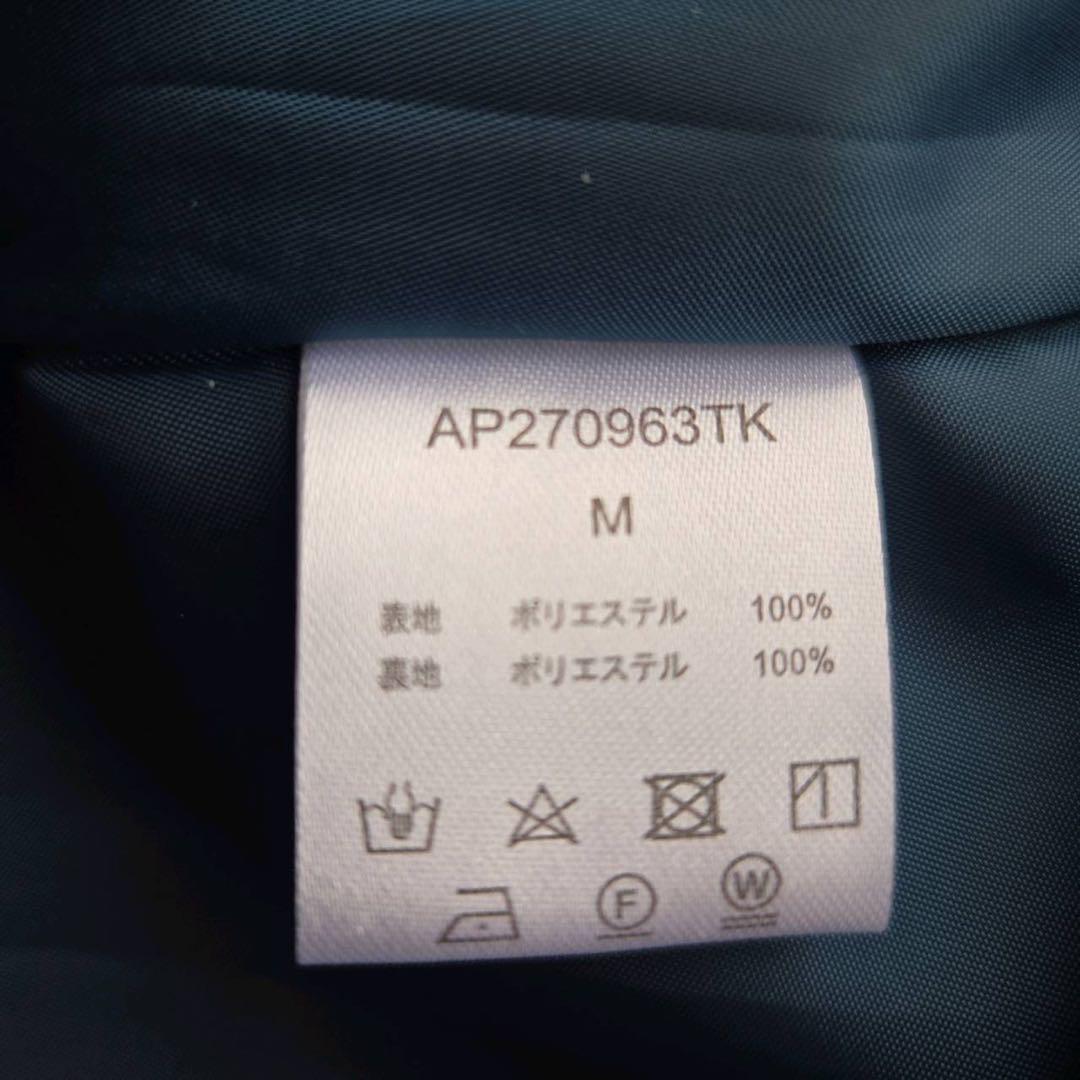 AP270963TK
M
表地 ポリエステル 100%
裏地 ポリエステル 100%
F W